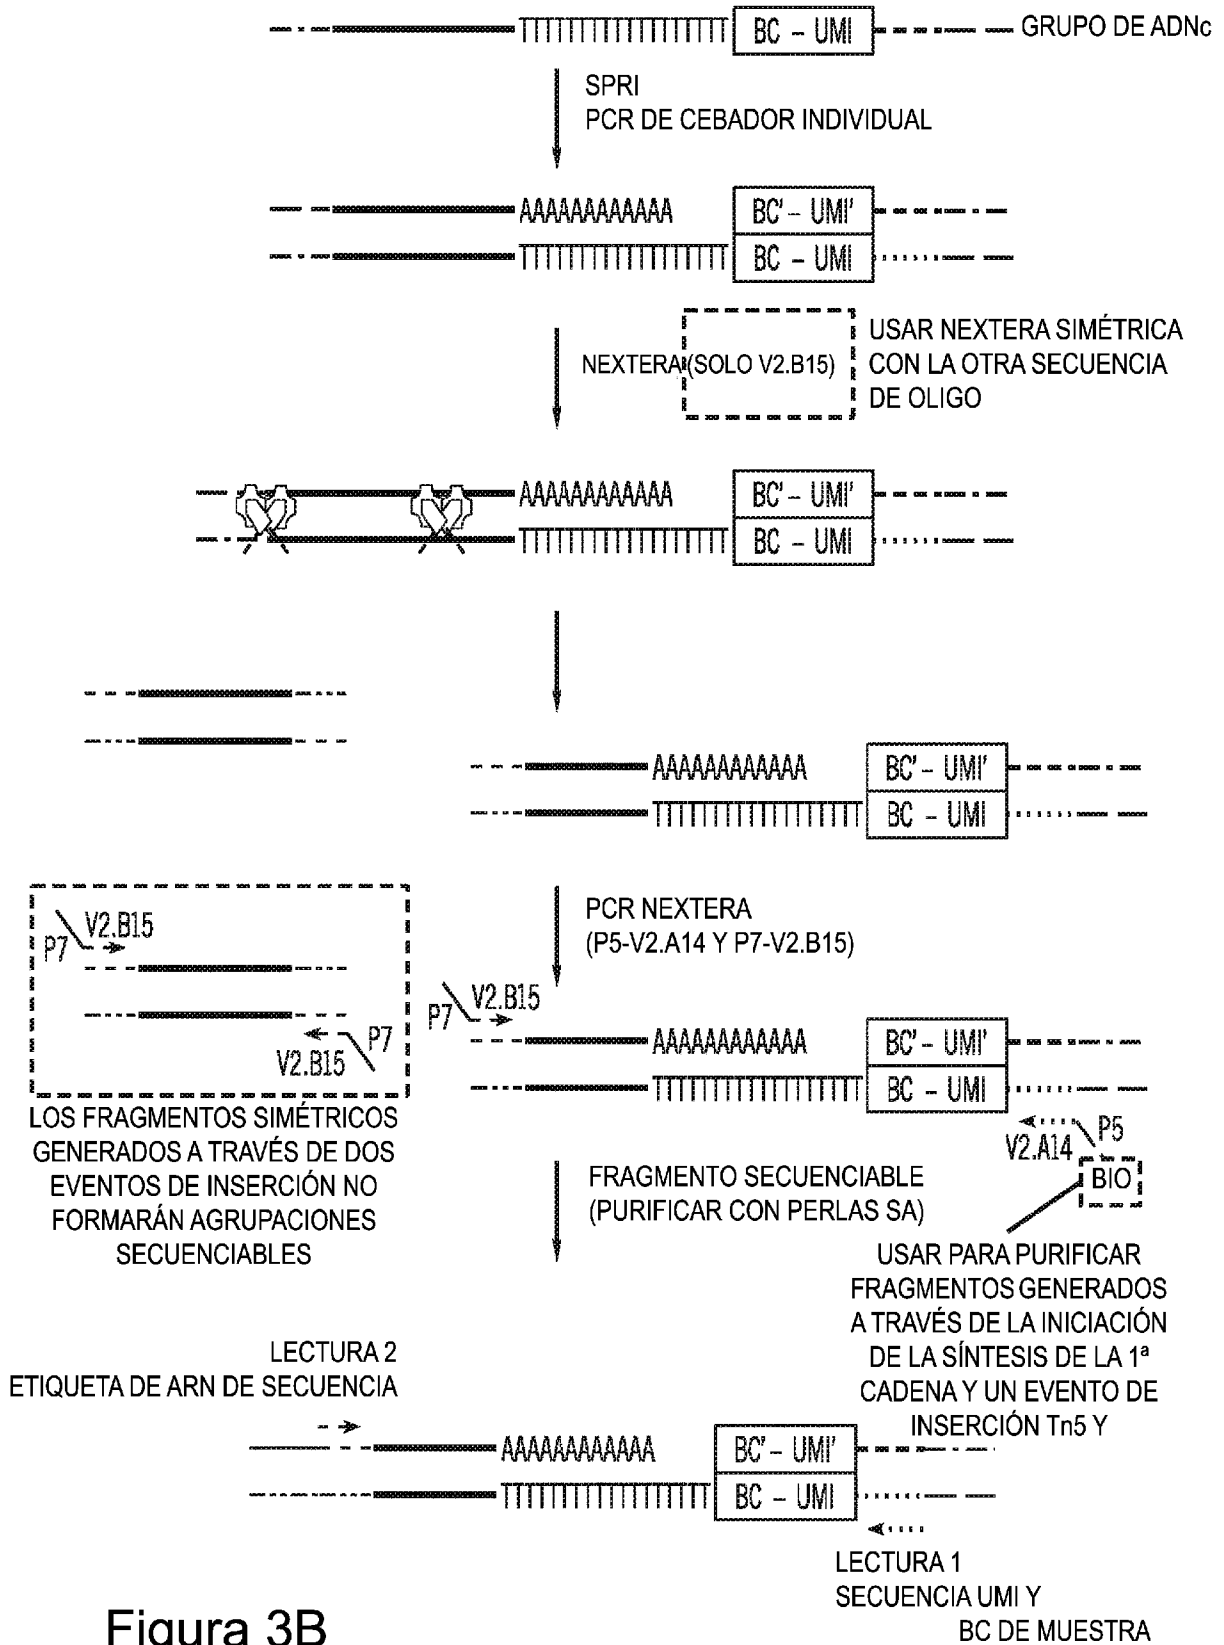 TTTTTTTTTTTTTTTTT BC – UMI GRUPO DE ADNc
SPRI
PCR DE CEBADOR INDIVIDUAL
AAAAAAAAAAAA BC' – UMI'
TTTTTTTTTTTTTTTTT BC – UMI
NEXTERA (SOLO V2.B15)
USAR NEXTERA SIMÉTRICA
CON LA OTRA SECUENCIA
DE OLIGO
AAAAAAAAAAAA BC' – UMI'
TTTTTTTTTTTTTTTTT BC – UMI
AAAAAAAAAAAA BC' – UMI'
TTTTTTTTTTTTTTTTT BC – UMI
PCR NEXTERA
(P5-V2.A14 Y P7-V2.B15)
P7 V2.B15
V2.B15 P7
LOS FRAGMENTOS SIMÉTRICOS
GENERADOS A TRAVÉS DE DOS
EVENTOS DE INSERCIÓN NO
FORMARÁN AGRUPACIONES
SECUENCIABLES
P7 V2.B15
AAAAAAAAAAAA BC' – UMI'
TTTTTTTTTTTTTTTTT BC – UMI
V2.A14 P5
BIO
FRAGMENTO SECUENCIABLE
(PURIFICAR CON PERLAS SA)
USAR PARA PURIFICAR
FRAGMENTOS GENERADOS
A TRAVÉS DE LA INICIACIÓN
DE LA SÍNTESIS DE LA 1ª
CADENA Y UN EVENTO DE
INSERCIÓN Tn5 Y
LECTURA 2
ETIQUETA DE ARN DE SECUENCIA
AAAAAAAAAAAA BC' – UMI'
TTTTTTTTTTTTTTTTT BC – UMI
LECTURA 1
SECUENCIA UMI Y
BC DE MUESTRA
Figura 3B